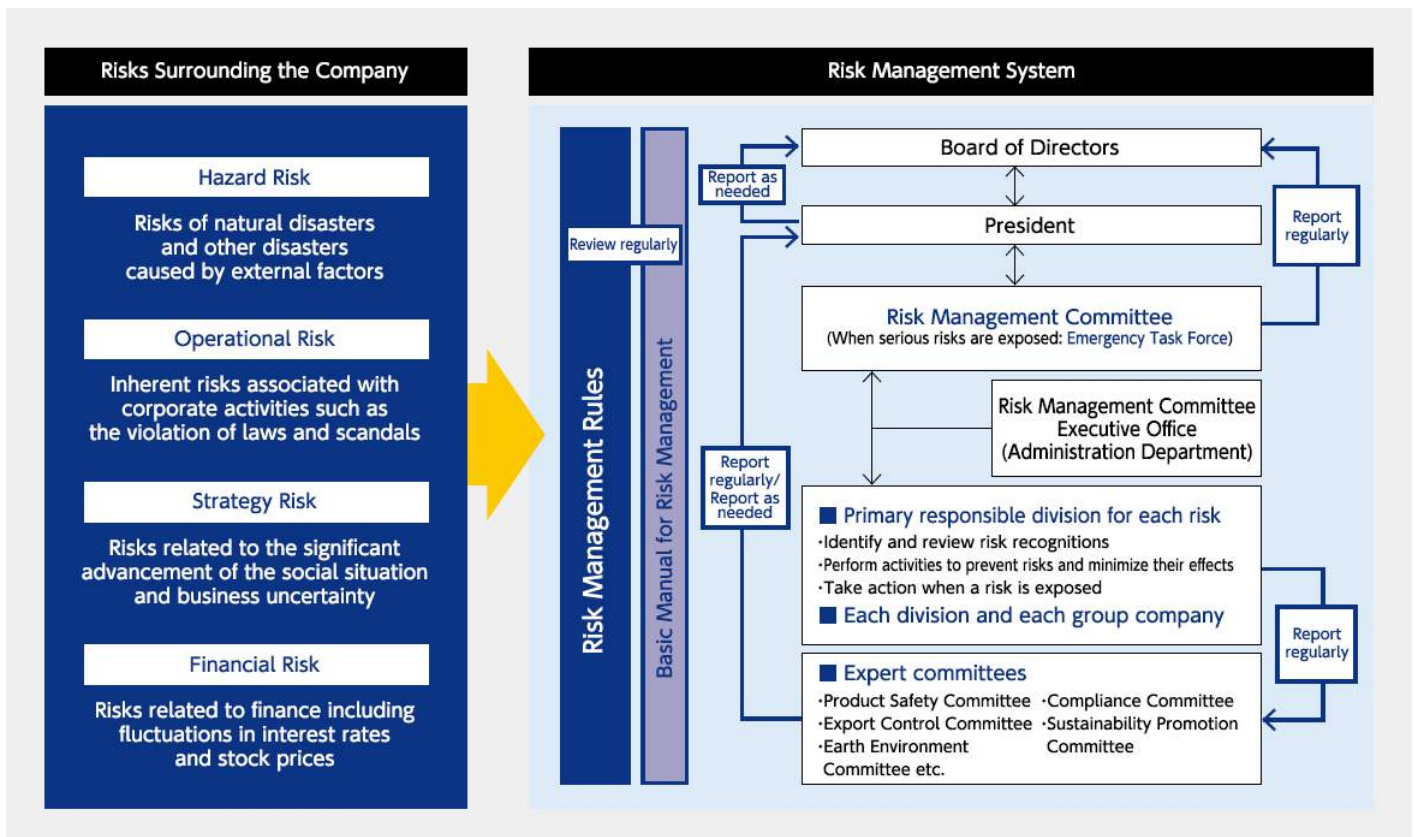 Risks Surrounding the Company
Hazard Risk
Risks of natural disasters
and other disasters
caused by external factors
Operational Risk
Inherent risks associated with
corporate activities such as
the violation of laws and scandals
Strategy Risk
Risks related to the significant
advancement of the social situation
and business uncertainty
Financial Risk
Risks related to finance including
fluctuations in interest rates
and stock prices
Risk Management System
Risk Management Rules
Basic Manual for Risk Management
Review regularly
Board of Directors
Report as
needed
President
Report
regularly
Risk Management Committee
(When serious risks are exposed: Emergency Task Force)
Risk Management Committee
Executive Office
(Administration Department)
Report
regularly/
Report as
needed
■ Primary responsible division for each risk
·Identify and review risk recognitions
·Perform activities to prevent risks and minimize their effects
·Take action when a risk is exposed
■ Each division and each group company
Report
regularly
■ Expert committees
·Product Safety Committee ·Compliance Committee
·Export Control Committee ·Sustainability Promotion
·Earth Environment Committee
Committee etc.